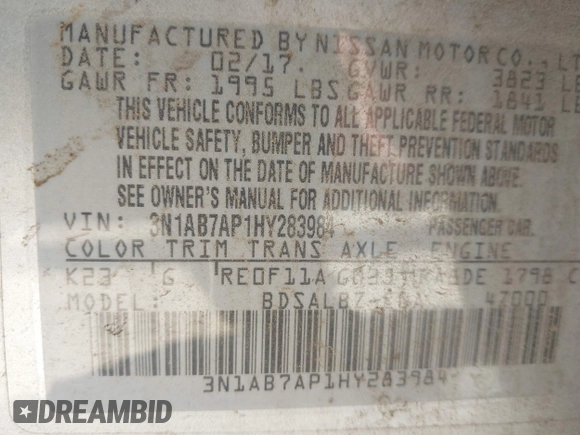 MANUFACTURED BY NISSAN MOTOR CO., LT
DATE: 02/17. GVWR: 3823 LB
GAWR FR: 1995 LBS GAWR RR: 1841 LB
THIS VEHICLE CONFORMS TO ALL APPLICABLE FEDERAL MOTOR
VEHICLE SAFETY, BUMPER AND THEFT PREVENTION STANDARDS
IN EFFECT ON THE DATE OF MANUFACTURE SHOWN ABOVE.
SEE OWNER'S MANUAL FOR ADDITIONAL INFORMATION.
VIN: 3N1AB7AP1HY283984 PASSENGER CAR.
COLOR TRIM TRANS AXLE ENGINE
K23 G RE0F11A 1798 C
MODEL: 47000
3N1AB7AP1HY283984
DREAMBID